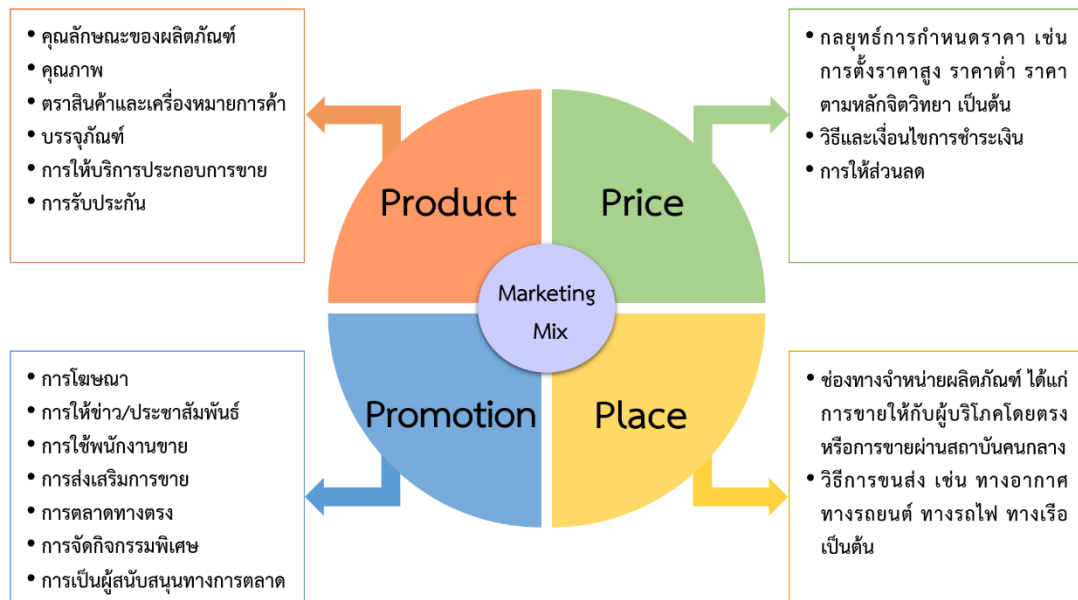 • คุณลักษณะของผลิตภัณฑ์
• คุณภาพ
• ตราสินค้าและเครื่องหมายการค้า
• บรรจุภัณฑ์
• การให้บริการประกอบการขาย
• การรับประกัน
• กลยุทธ์การกำหนดราคา เช่น
การตั้งราคาสูง ราคาต่ำ ราคา
ตามหลักจิตวิทยา เป็นต้น
• วิธีและเงื่อนไขการชำระเงิน
• การให้ส่วนลด
Product
Price
Marketing
Mix
Promotion
Place
• การโฆษณา
• การให้ข่าว/ประชาสัมพันธ์
• การใช้พนักงานขาย
• การส่งเสริมการขาย
• การตลาดทางตรง
• การจัดกิจกรรมพิเศษ
• การเป็นผู้สนับสนุนทางการตลาด
• ช่องทางจำหน่ายผลิตภัณฑ์ ได้แก่
การขายให้กับผู้บริโภคโดยตรง
หรือการขายผ่านสถาบันคนกลาง
• วิธีการขนส่ง เช่น ทางอากาศ
ทางรถยนต์ ทางรถไฟ ทางเรือ
เป็นต้น